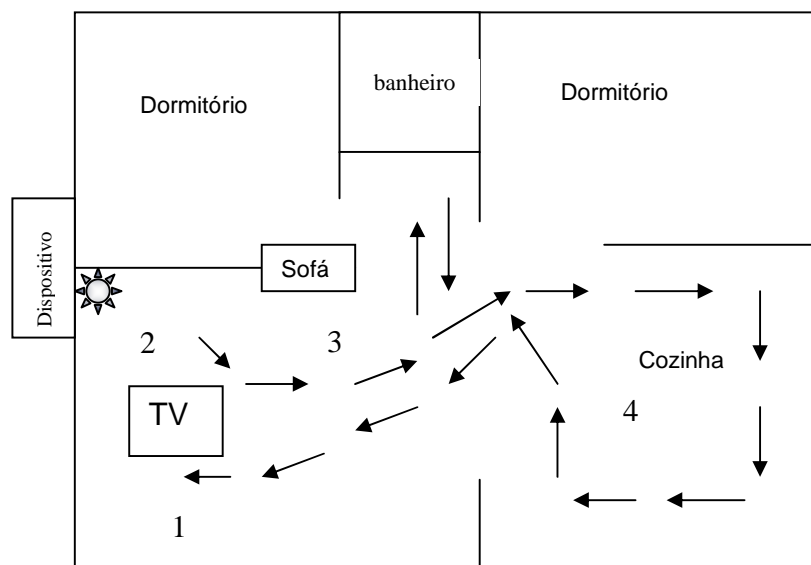 banheiro
Dormitório
Dormitório
Dispositivo
Sofá
2
3
Cozinha
TV
4
1